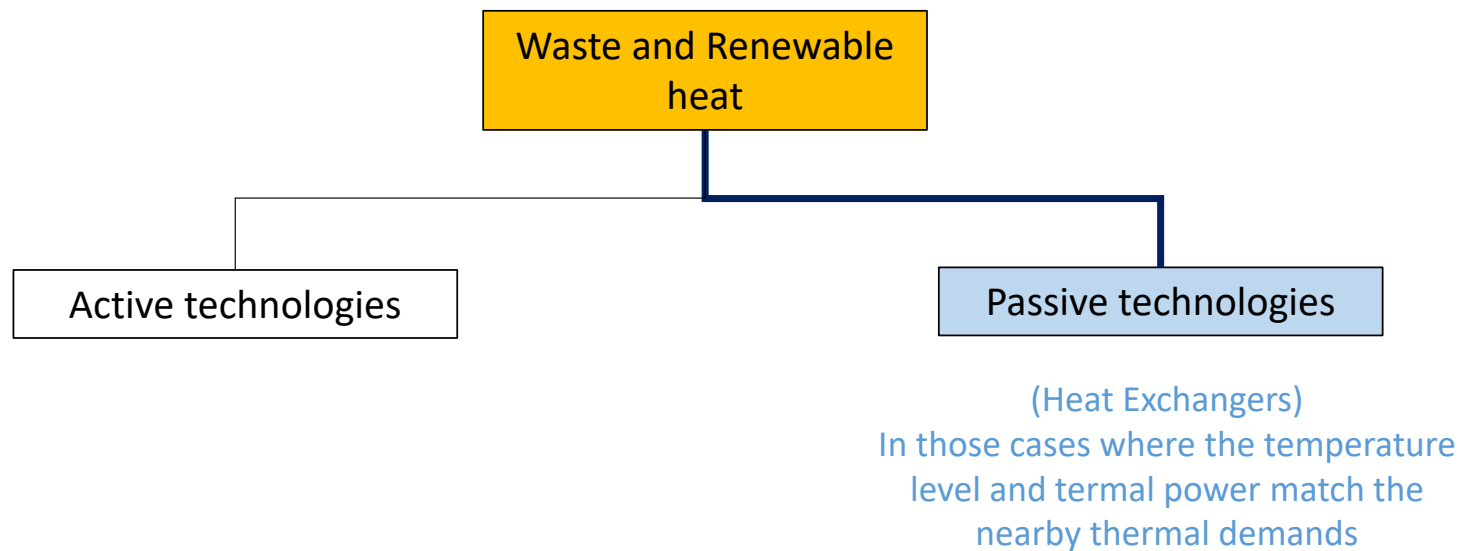 Waste and Renewable
heat
Active technologies
Passive technologies
(Heat Exchangers)
In those cases where the temperature
level and termal power match the
nearby thermal demands